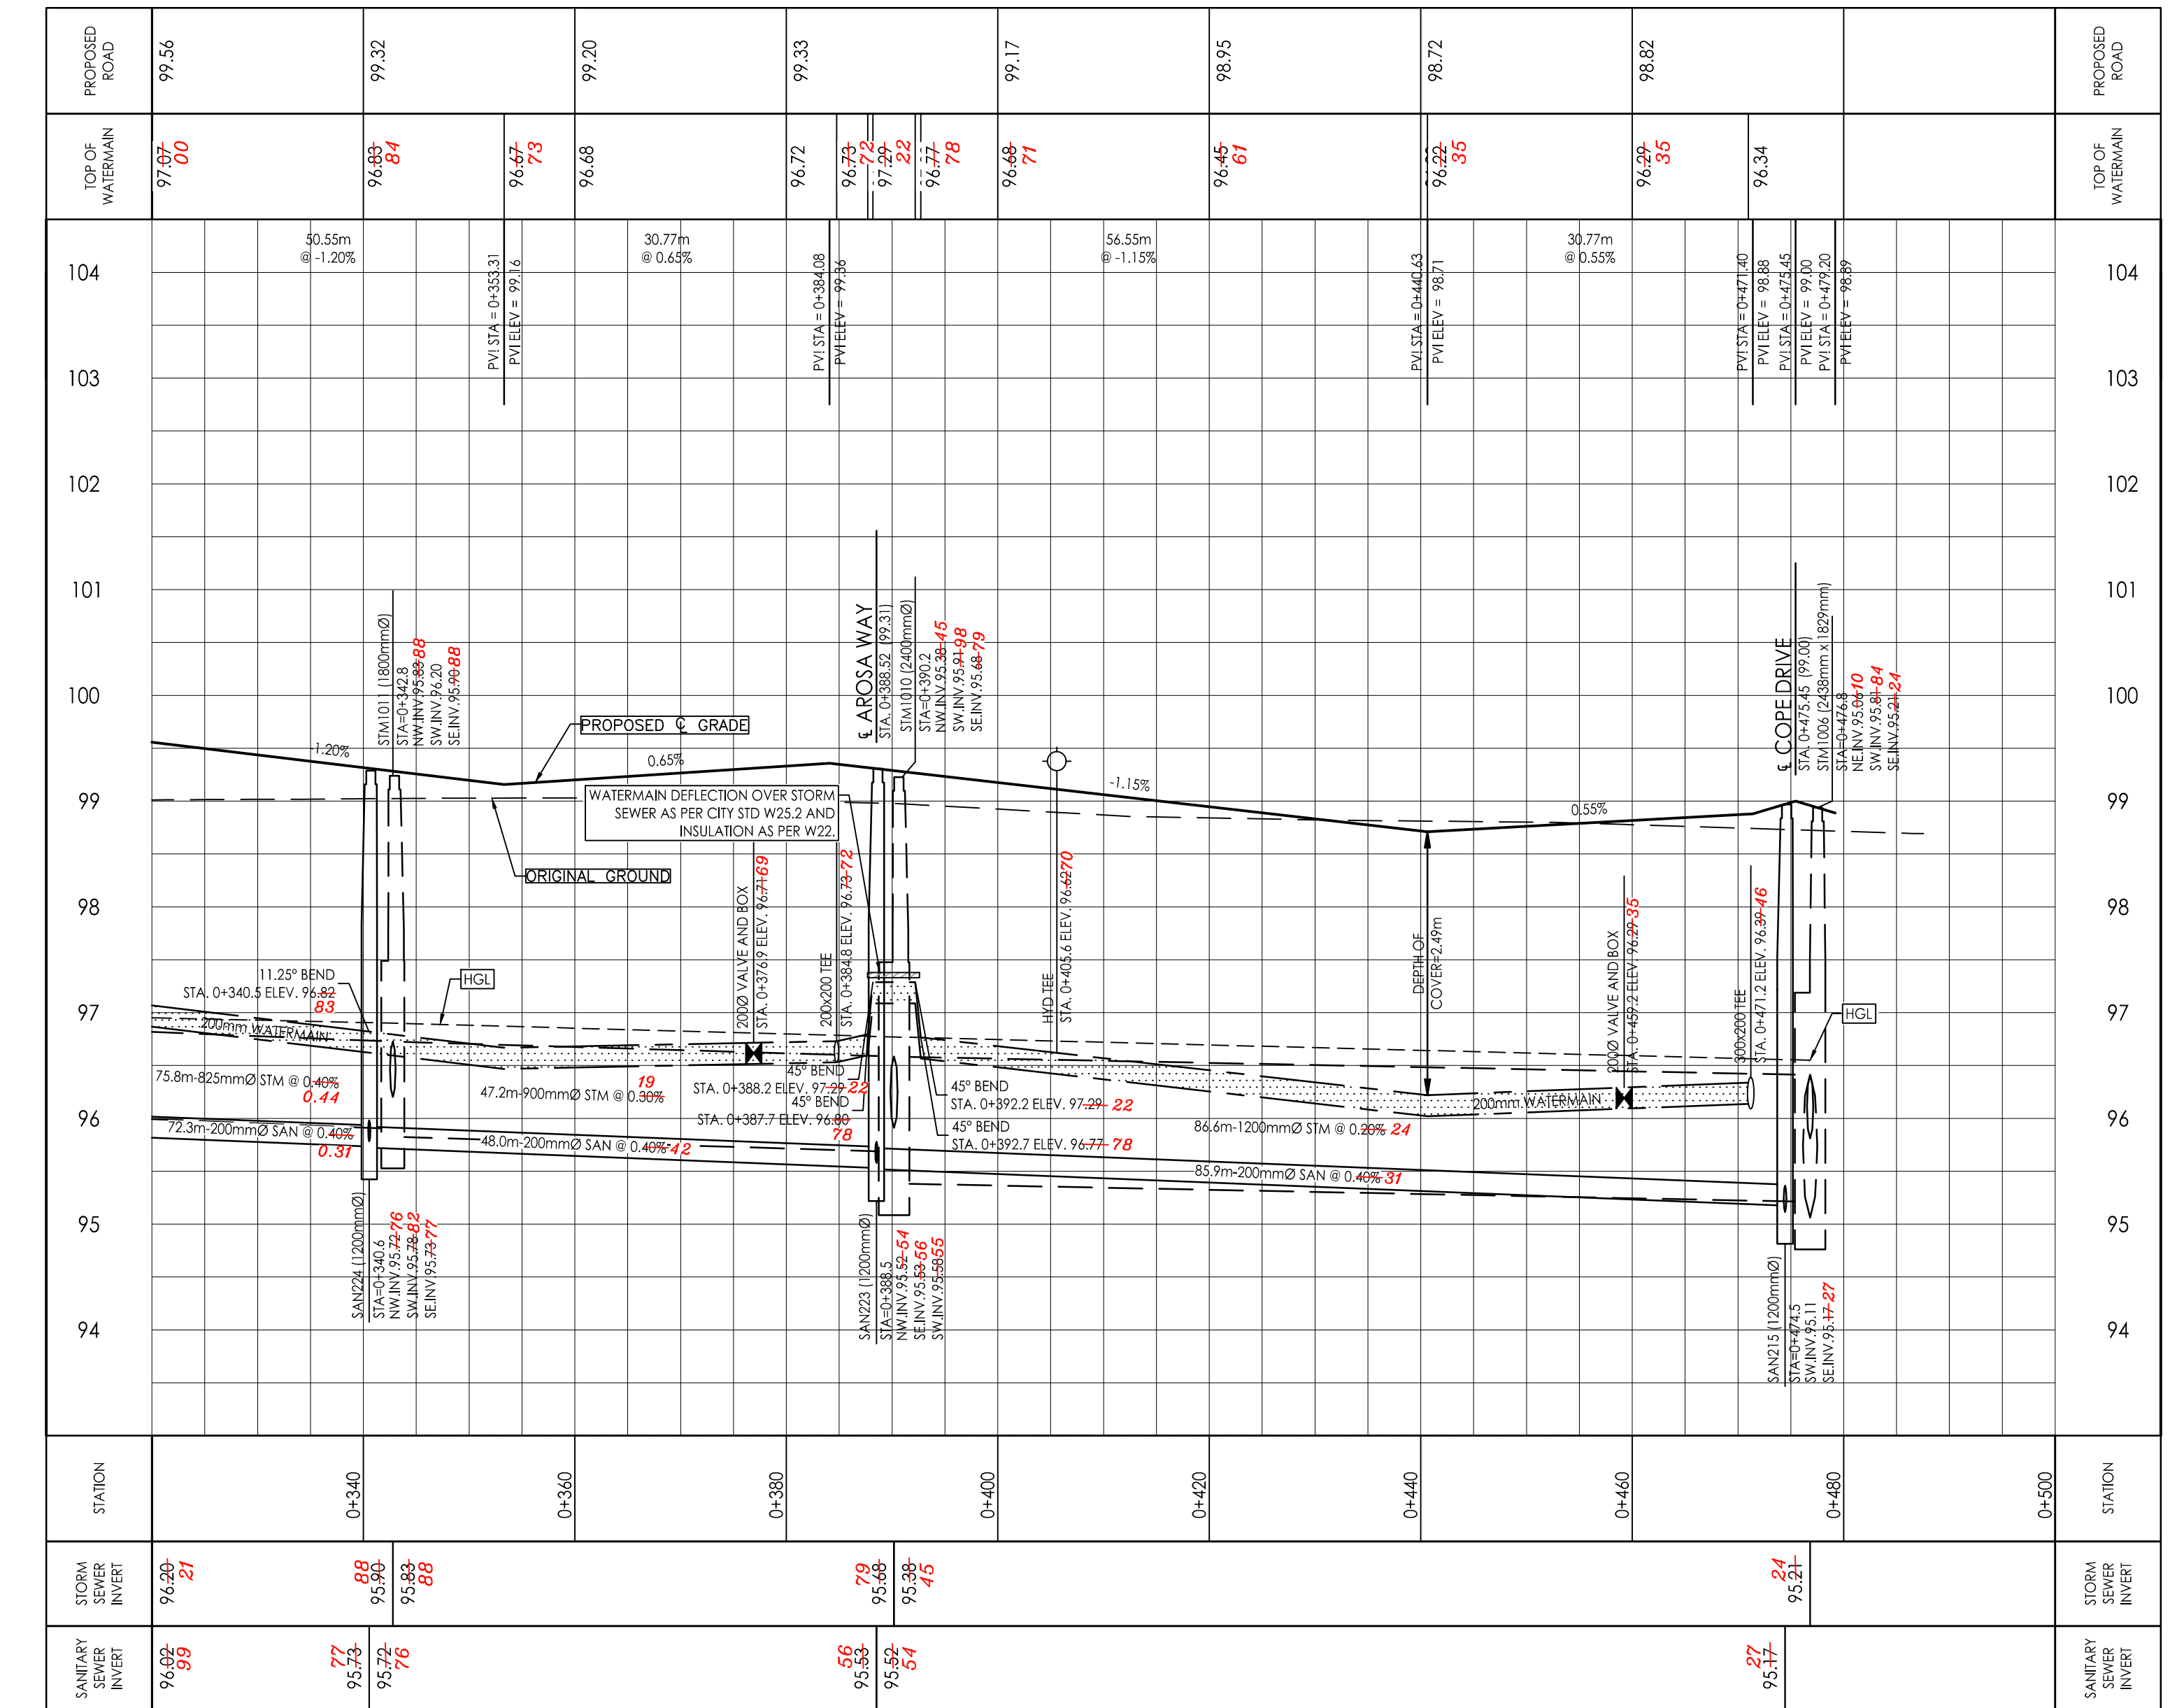 PROPOSED
ROAD
99.56
99.32
99.20
99.33
99.17
98.95
98.72
98.82
PROPOSED
ROAD
TOP OF
WATERMAIN
97.07 00
96.83 84
96.67 73
96.68
96.72
96.73 72
97.29 22
96.77 78
96.68 71
96.45 61
96.22 35
96.29 35
96.34
TOP OF
WATERMAIN
50.55m
@ -1.20%
30.77m
@ 0.65%
56.55m
@ -1.15%
30.77m
@ 0.55%
PVI STA = 0+353.31
PVI ELEV = 99.16
PVI STA = 0+384.08
PVI ELEV = 99.36
PVI STA = 0+440.63
PVI ELEV = 98.71
PVI STA = 0+471.40
PVI ELEV = 98.88
PVI STA = 0+475.45
PVI ELEV = 99.00
PVI STA = 0+479.20
PVI ELEV = 98.89
104
103
102
101
100
99
98
97
96
95
94
104
103
102
101
100
99
98
97
96
95
94
STM1011 (1800mmØ)
STA=0+342.8
NW.INV.95.83 88
SW.INV.96.20
SE.INV.95.90 88
℄ AROSA WAY
STA. 0+388.52 (99.31)
STM1010 (2400mmØ)
STA=0+390.2
NW.INV.95.38 45
SW.INV.95.91 98
SE.INV.95.68 79
℄ COPE DRIVE
STA. 0+475.45 (99.00)
STM1006 (2438mm x 1829mm)
STA=0+476.8
NE.INV.95.06 10
SW.INV.95.81 84
SE.INV.95.21 24
-1.20%
PROPOSED ℄ GRADE
0.65%
-1.15%
0.55%
WATERMAIN DEFLECTION OVER STORM
SEWER AS PER CITY STD W25.2 AND
INSULATION AS PER W22.
ORIGINAL GROUND
200Ø VALVE AND BOX
STA. 0+376.9 ELEV. 96.71 69
200x200 TEE
STA. 0+384.8 ELEV. 96.73 72
HYD TEE
STA. 0+405.6 ELEV. 96.62 70
DEPTH OF
COVER=2.49m
200Ø VALVE AND BOX
STA. 0+459.2 ELEV. 96.29 35
300x200 TEE
STA. 0+471.2 ELEV. 96.39 46
11.25° BEND
STA. 0+340.5 ELEV. 96.82
83
HGL
HGL
200mm WATERMAIN
75.8m-825mmØ STM @ 0.40%
0.44
47.2m-900mmØ STM @ 0.30%
19
45° BEND
STA. 0+388.2 ELEV. 97.29 22
45° BEND
STA. 0+387.7 ELEV. 96.80
78
45° BEND
STA. 0+392.2 ELEV. 97.29 22
45° BEND
STA. 0+392.7 ELEV. 96.77 78
200mm WATERMAIN
86.6m-1200mmØ STM @ 0.20% 24
72.3m-200mmØ SAN @ 0.40%
0.31
48.0m-200mmØ SAN @ 0.40% 42
85.9m-200mmØ SAN @ 0.40% 31
SAN224 (1200mmØ)
STA=0+340.6
NW.INV.95.72 76
SW.INV.95.78 82
SE.INV.95.73 77
SAN223 (1200mmØ)
STA=0+388.5
NW.INV.95.52 54
SE.INV.95.53 56
SW.INV.95.58 55
SAN215 (1200mmØ)
STA=0+474.5
SW.INV.95.11
SE.INV.95.17 27
STATION
0+340
0+360
0+380
0+400
0+420
0+440
0+460
0+480
0+500
STATION
STORM
SEWER
INVERT
96.20 21
88 95.90
95.83 88
79 95.68
95.38 45
24 95.21
STORM
SEWER
INVERT
SANITARY
SEWER
INVERT
96.02 99
77 95.73
95.72 76
56 95.53
95.52 54
27 95.17
SANITARY
SEWER
INVERT